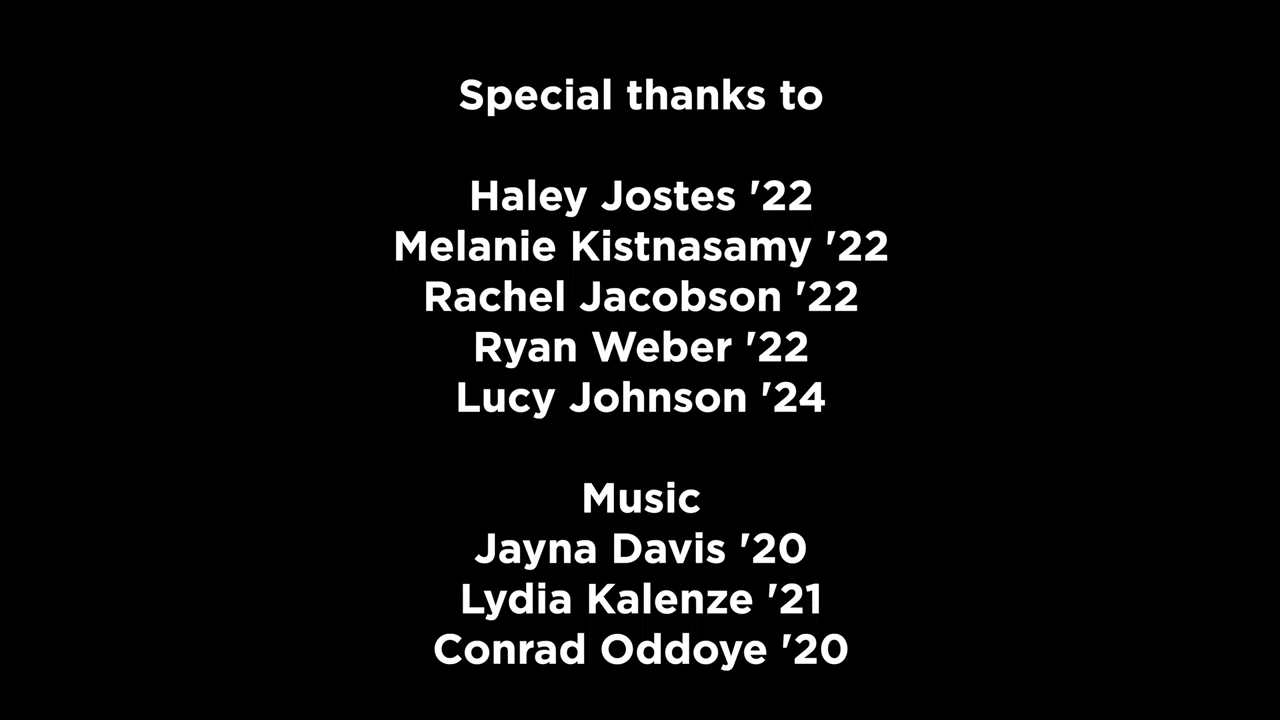 Special thanks to
Haley Jostes '22
Melanie Kistnasamy '22
Rachel Jacobson '22
Ryan Weber '22
Lucy Johnson '24
Music
Jayna Davis '20
Lydia Kalenze '21
Conrad Oddoye '20